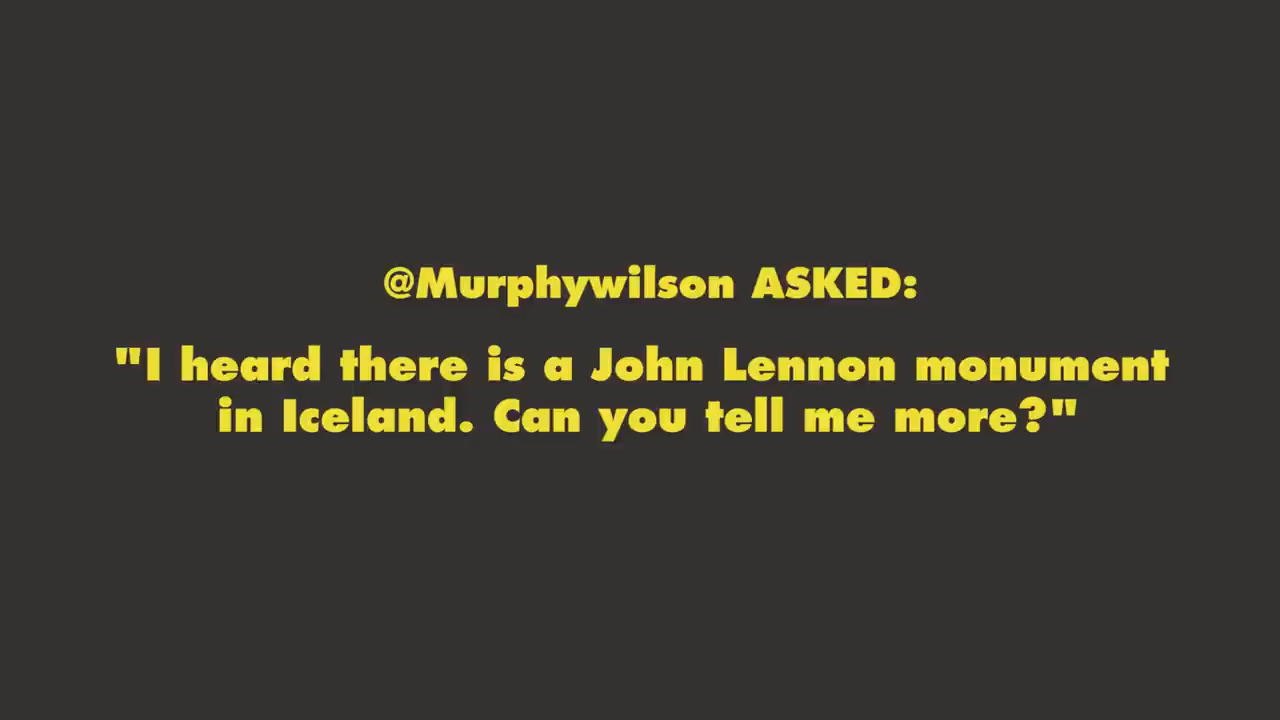 @Murphywilson ASKED:
"I heard there is a John Lennon monument
in Iceland. Can you tell me more?"